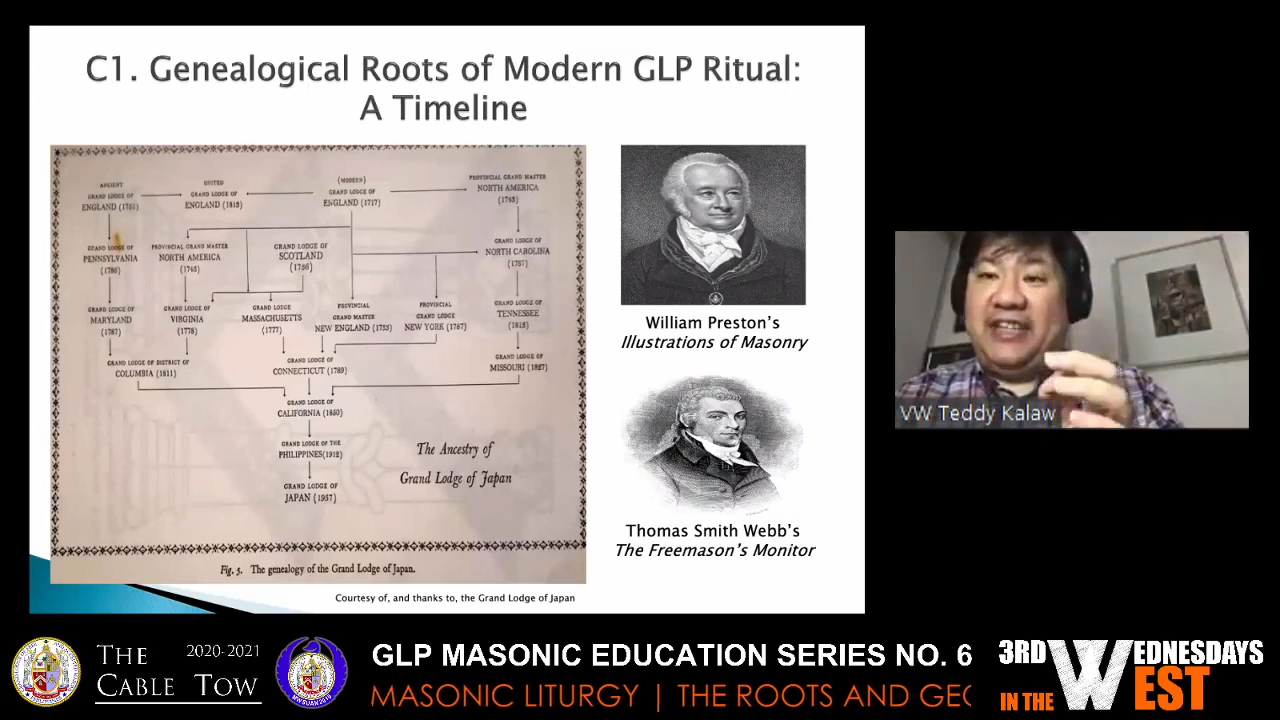 C1. Genealogical Roots of Modern GLP Ritual:
A Timeline
ANCIENT
GRAND LODGE OF
ENGLAND (1751)
UNITED
GRAND LODGE OF
ENGLAND (1813)
(MODERN)
GRAND LODGE OF
ENGLAND (1717)
PROVINCIAL GRAND MASTER
NORTH AMERICA
GRAND LODGE OF
PENNSYLVANIA
(1786)
PROVINCIAL GRAND MASTER
NORTH AMERICA
GRAND LODGE OF
SCOTLAND
(1736)
GRAND LODGE OF
NORTH CAROLINA
(1787)
GRAND LODGE OF
MARYLAND
(1787)
GRAND LODGE OF
VIRGINIA
(1778)
GRAND LODGE
MASSACHUSETTS
(1777)
PROVINCIAL
GRAND MASTER
NEW ENGLAND (1733)
PROVINCIAL
GRAND LODGE
NEW YORK (1787)
GRAND LODGE OF
TENNESSEE
(1813)
GRAND LODGE OF DISTRICT OF
COLUMBIA (1811)
GRAND LODGE OF
CONNECTICUT (1789)
GRAND LODGE OF
MISSOURI (1827)
GRAND LODGE OF
CALIFORNIA (1850)
GRAND LODGE OF THE
PHILIPPINES (1912)
GRAND LODGE OF
JAPAN (1957)
The Ancestry of
Grand Lodge of Japan
Fig. 5. The genealogy of the Grand Lodge of Japan.
Courtesy of, and thanks to, the Grand Lodge of Japan
William Preston's
Illustrations of Masonry
Thomas Smith Webb's
The Freemason's Monitor
VW Teddy Kalaw
THE 2020-2021
CABLE TOW
GLP MASONIC EDUCATION SERIES NO. 6
MASONIC LITURGY | THE ROOTS AND GEO
3RD WEDNESDAYS
IN THE WEST